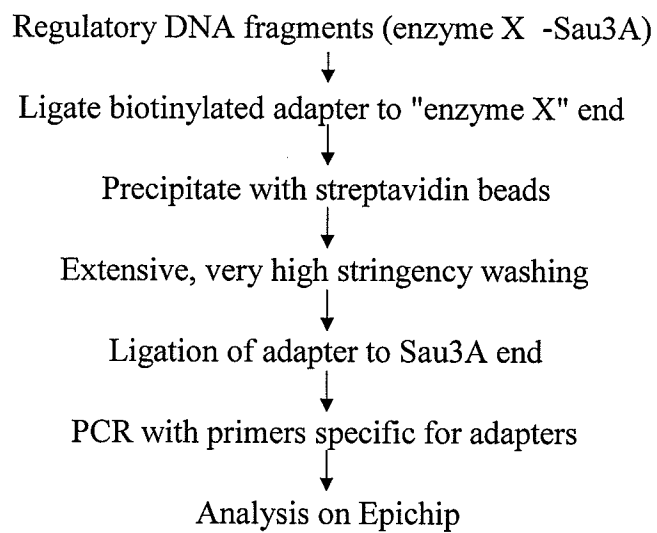 Regulatory DNA fragments (enzyme X -Sau3A)
Ligate biotinylated adapter to "enzyme X" end
Precipitate with streptavidin beads
Extensive, very high stringency washing
Ligation of adapter to Sau3A end
PCR with primers specific for adapters
Analysis on Epichip